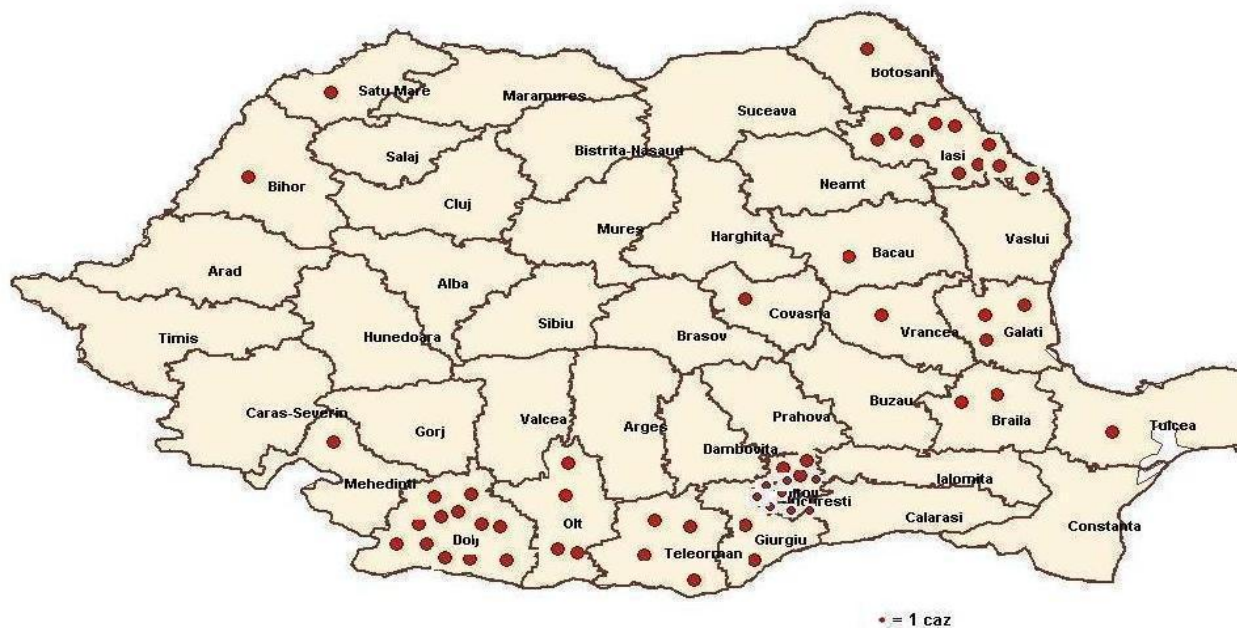 Botosani
Satu Mare
Maramures
Suceava
Iasi
Salaj
Bistrita-Nasaud
Bihor
Nearnt
Cluj
Mures
Harghita
Vaslui
Bacau
Arad
Alba
Covasna
Sibiu
Timis
Hunedoara
Brasov
Vrancea
Galati
Buzau
Caras-Severin
Valcea
Prahova
Braila
Tulcea
Gorj
Arges
Dambovita
Mehedinti
Ialomita
Calarasi
Constanta
Olt
Dolj
Teleorman
Giurgiu
= 1 caz